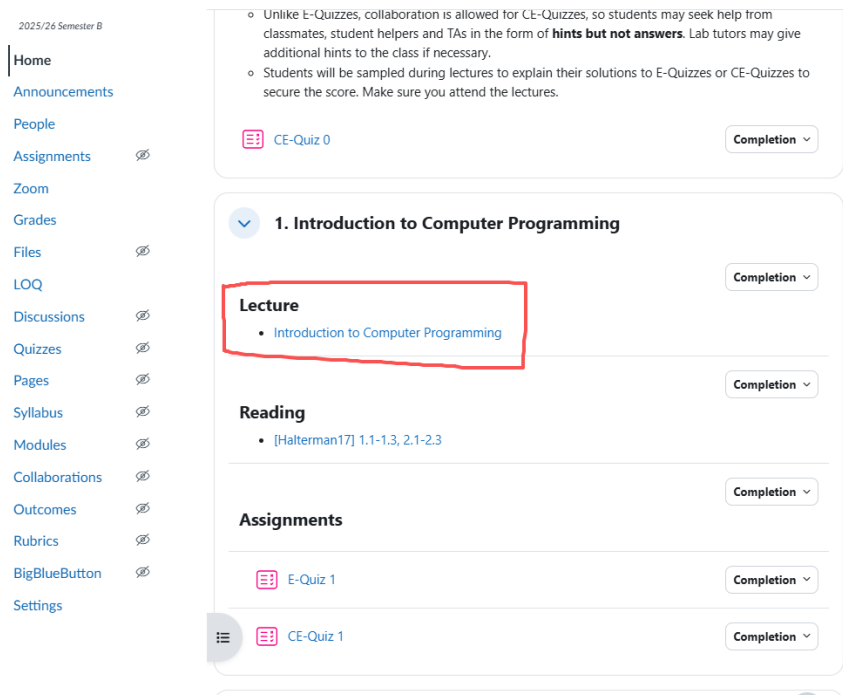 2025/26 Semester B
Home
Announcements
People
Assignments
Zoom
Grades
Files
LOQ
Discussions
Quizzes
Pages
Syllabus
Modules
Collaborations
Outcomes
Rubrics
BigBlueButton
Settings
Unlike E-Quizzes, collaboration is allowed for CE-Quizzes, so students may seek help from
classmates, student helpers and TAs in the form of hints but not answers. Lab tutors may give
additional hints to the class if necessary.
Students will be sampled during lectures to explain their solutions to E-Quizzes or CE-Quizzes to
secure the score. Make sure you attend the lectures.
CE-Quiz 0
Completion
1. Introduction to Computer Programming
Completion
Lecture
Introduction to Computer Programming
Completion
Reading
[Halterman17] 1.1-1.3, 2.1-2.3
Completion
Assignments
E-Quiz 1
Completion
CE-Quiz 1
Completion